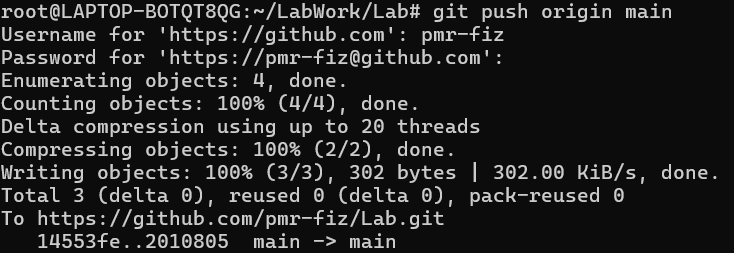 root@LAPTOP-BOTQT8QG:~/LabWork/Lab# git push origin main
Username for 'https://github.com': pmr-fiz
Password for 'https://pmr-fiz@github.com':
Enumerating objects: 4, done.
Counting objects: 100% (4/4), done.
Delta compression using up to 20 threads
Compressing objects: 100% (2/2), done.
Writing objects: 100% (3/3), 302 bytes | 302.00 KiB/s, done.
Total 3 (delta 0), reused 0 (delta 0), pack-reused 0
To https://github.com/pmr-fiz/Lab.git
   14553fe..2010805  main -> main